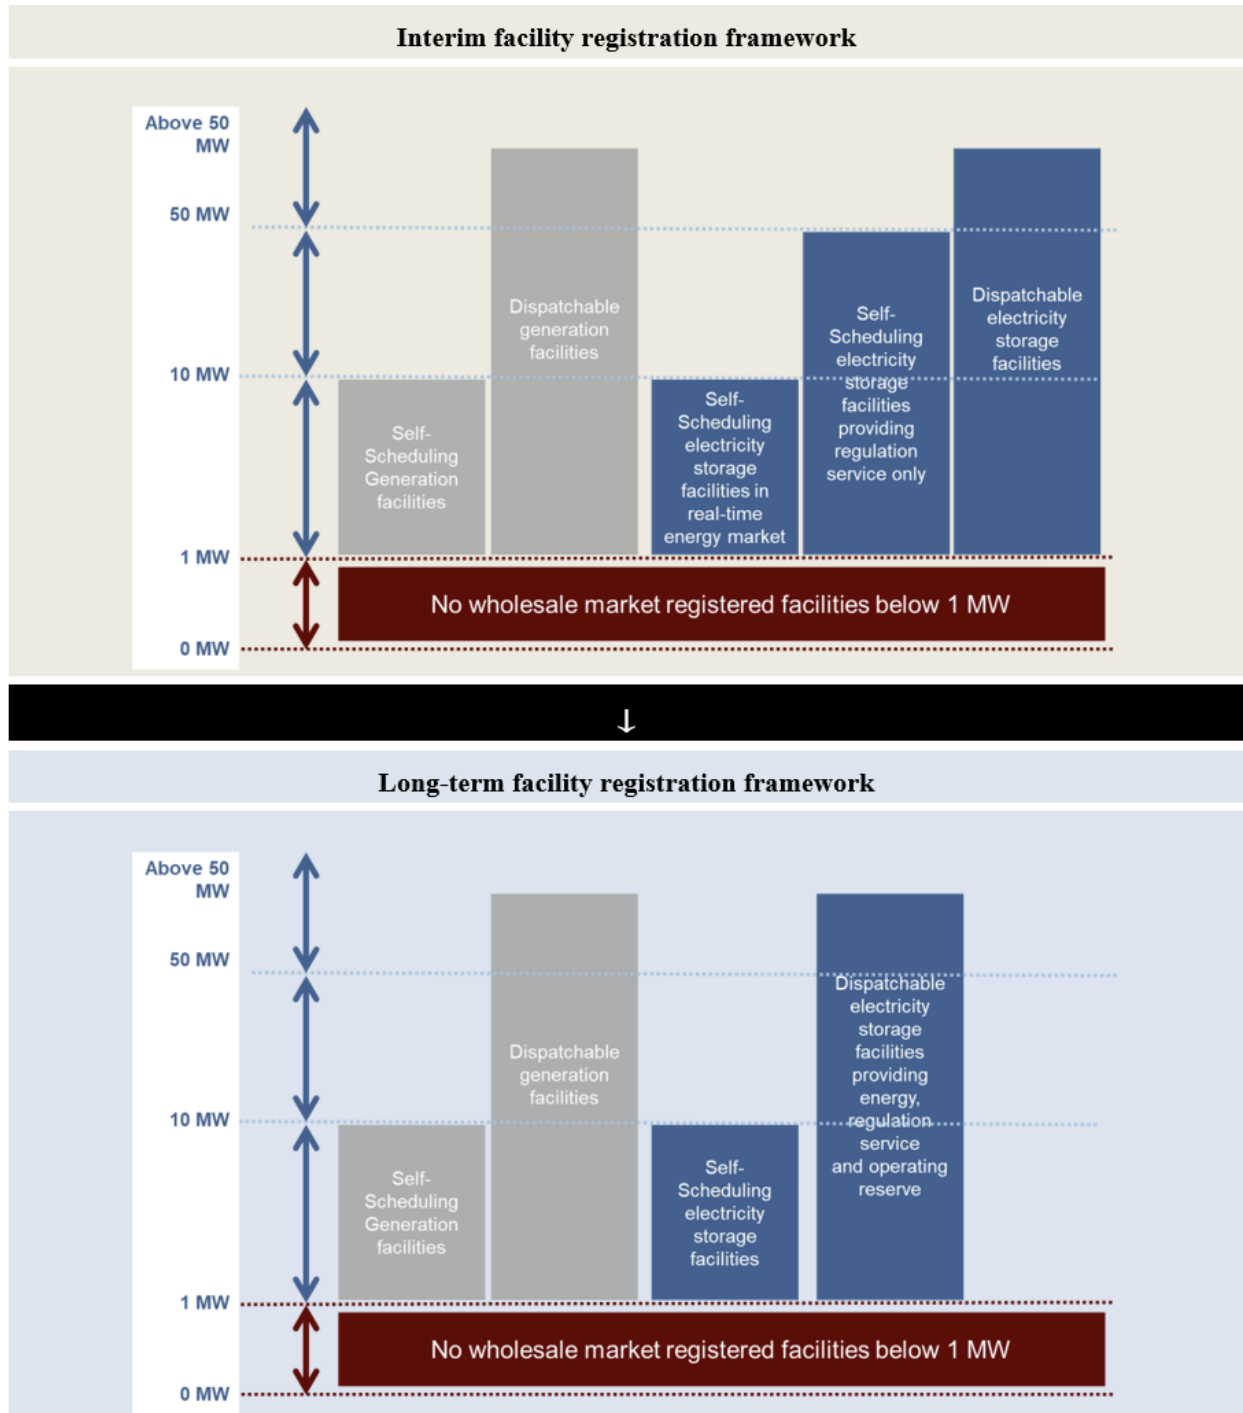 Interim facility registration framework
Above 50
MW
50 MW
10 MW
1 MW
0 MW
Self-
Scheduling
Generation
facilities
Dispatchable
generation
facilities
Self-
Scheduling
electricity
storage
facilities in
real-time
energy market
Self-
Scheduling
electricity
storage
facilities
providing
regulation
service only
Dispatchable
electricity
storage
facilities
No wholesale market registered facilities below 1 MW
↓
Long-term facility registration framework
Above 50
MW
50 MW
10 MW
1 MW
0 MW
Self-
Scheduling
Generation
facilities
Dispatchable
generation
facilities
Self-
Scheduling
electricity
storage
facilities
Dispatchable
electricity
storage
facilities
providing
energy,
regulation
service
and operating
reserve
No wholesale market registered facilities below 1 MW